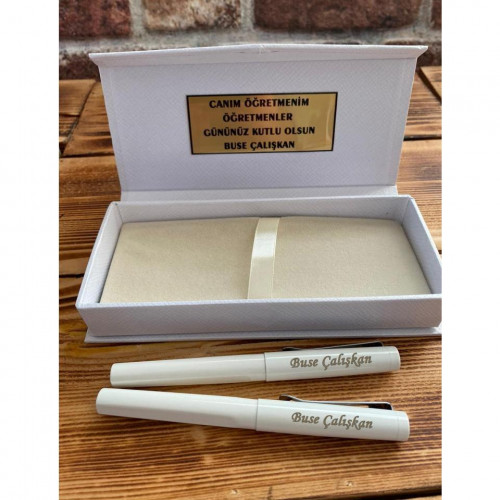 CANIM ÖĞRETMENİM
ÖĞRETMENLER
GÜNÜNÜZ KUTLU OLSUN
BUSE ÇALIŞKAN
Buse Çalışkan
Buse Çalışkan